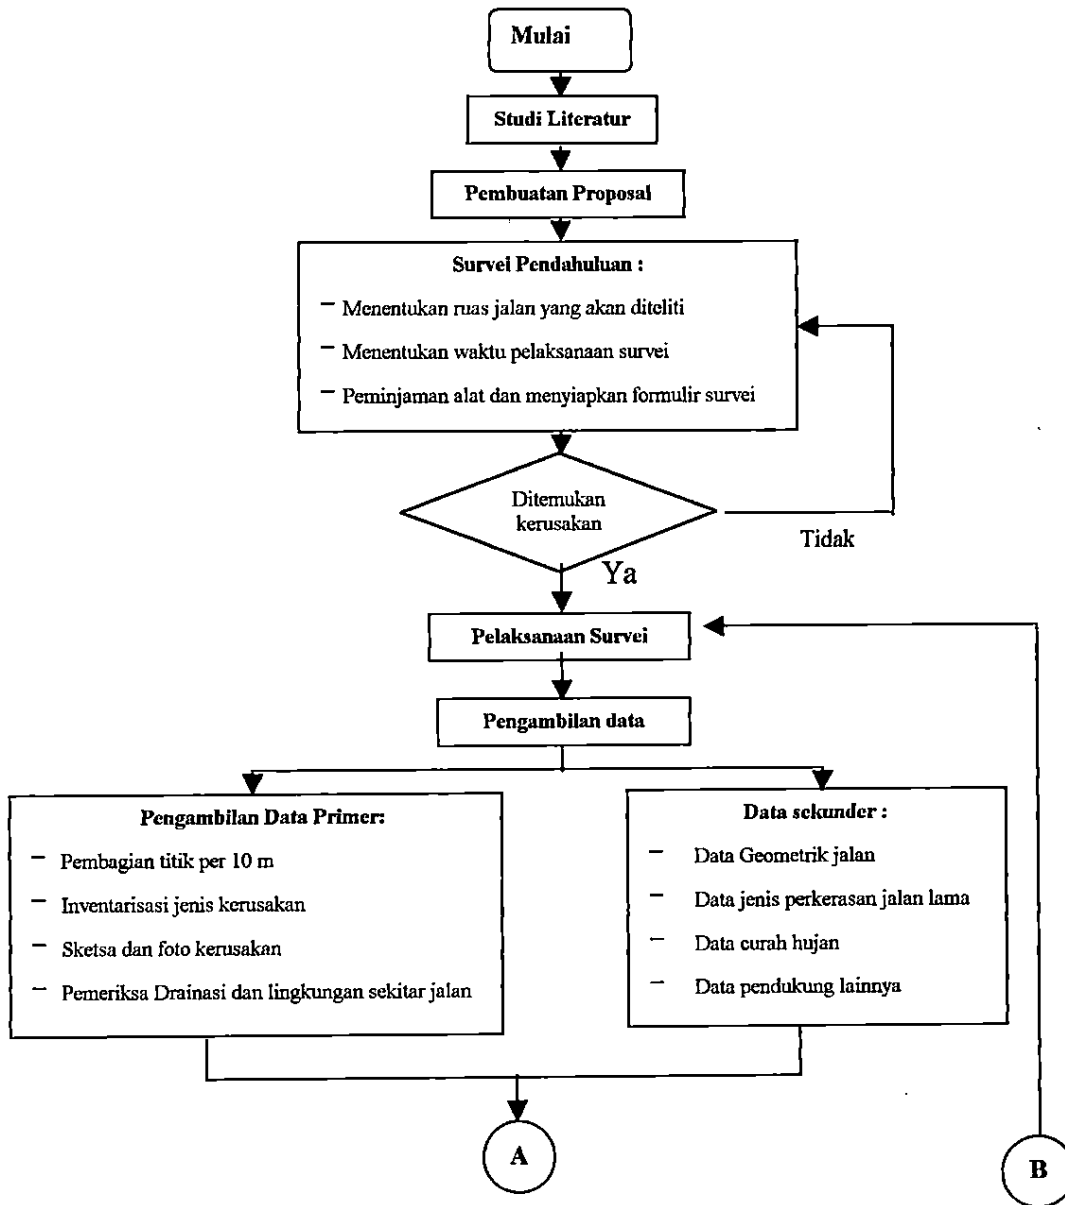 Mulai
Studi Literatur
Pembuatan Proposal
Survei Pendahuluan :
– Menentukan ruas jalan yang akan diteliti
– Menentukan waktu pelaksanaan survei
– Peminjaman alat dan menyiapkan formulir survei
Ditemukan
kerusakan
Tidak
Ya
Pelaksanaan Survei
Pengambilan data
Pengambilan Data Primer:
– Pembagian titik per 10 m
– Inventarisasi jenis kerusakan
– Sketsa dan foto kerusakan
– Pemeriksa Drainasi dan lingkungan sekitar jalan
Data sekunder :
– Data Geometrik jalan
– Data jenis perkerasan jalan lama
– Data curah hujan
– Data pendukung lainnya
A
B